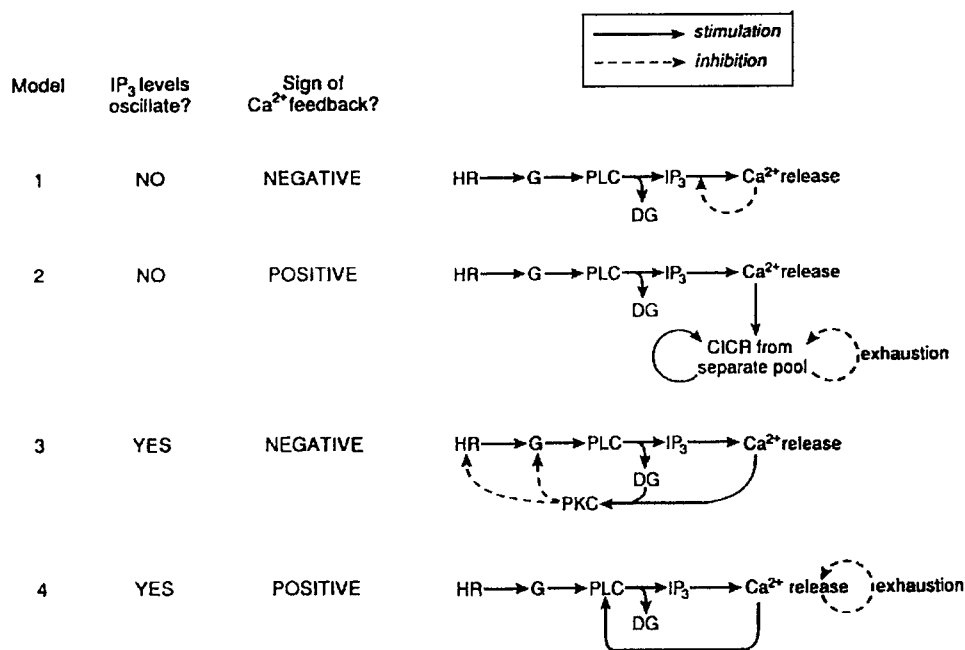 stimulation
inhibition
Model IP₃ levels oscillate? Sign of Ca²⁺ feedback?
1 NO NEGATIVE HR G PLC IP₃ Ca²⁺ release
DG
2 NO POSITIVE HR G PLC IP₃ Ca²⁺ release
DG
CICR from
separate pool
exhaustion
3 YES NEGATIVE HR G PLC IP₃ Ca²⁺ release
DG
PKC
4 YES POSITIVE HR G PLC IP₃ Ca²⁺ release exhaustion
DG